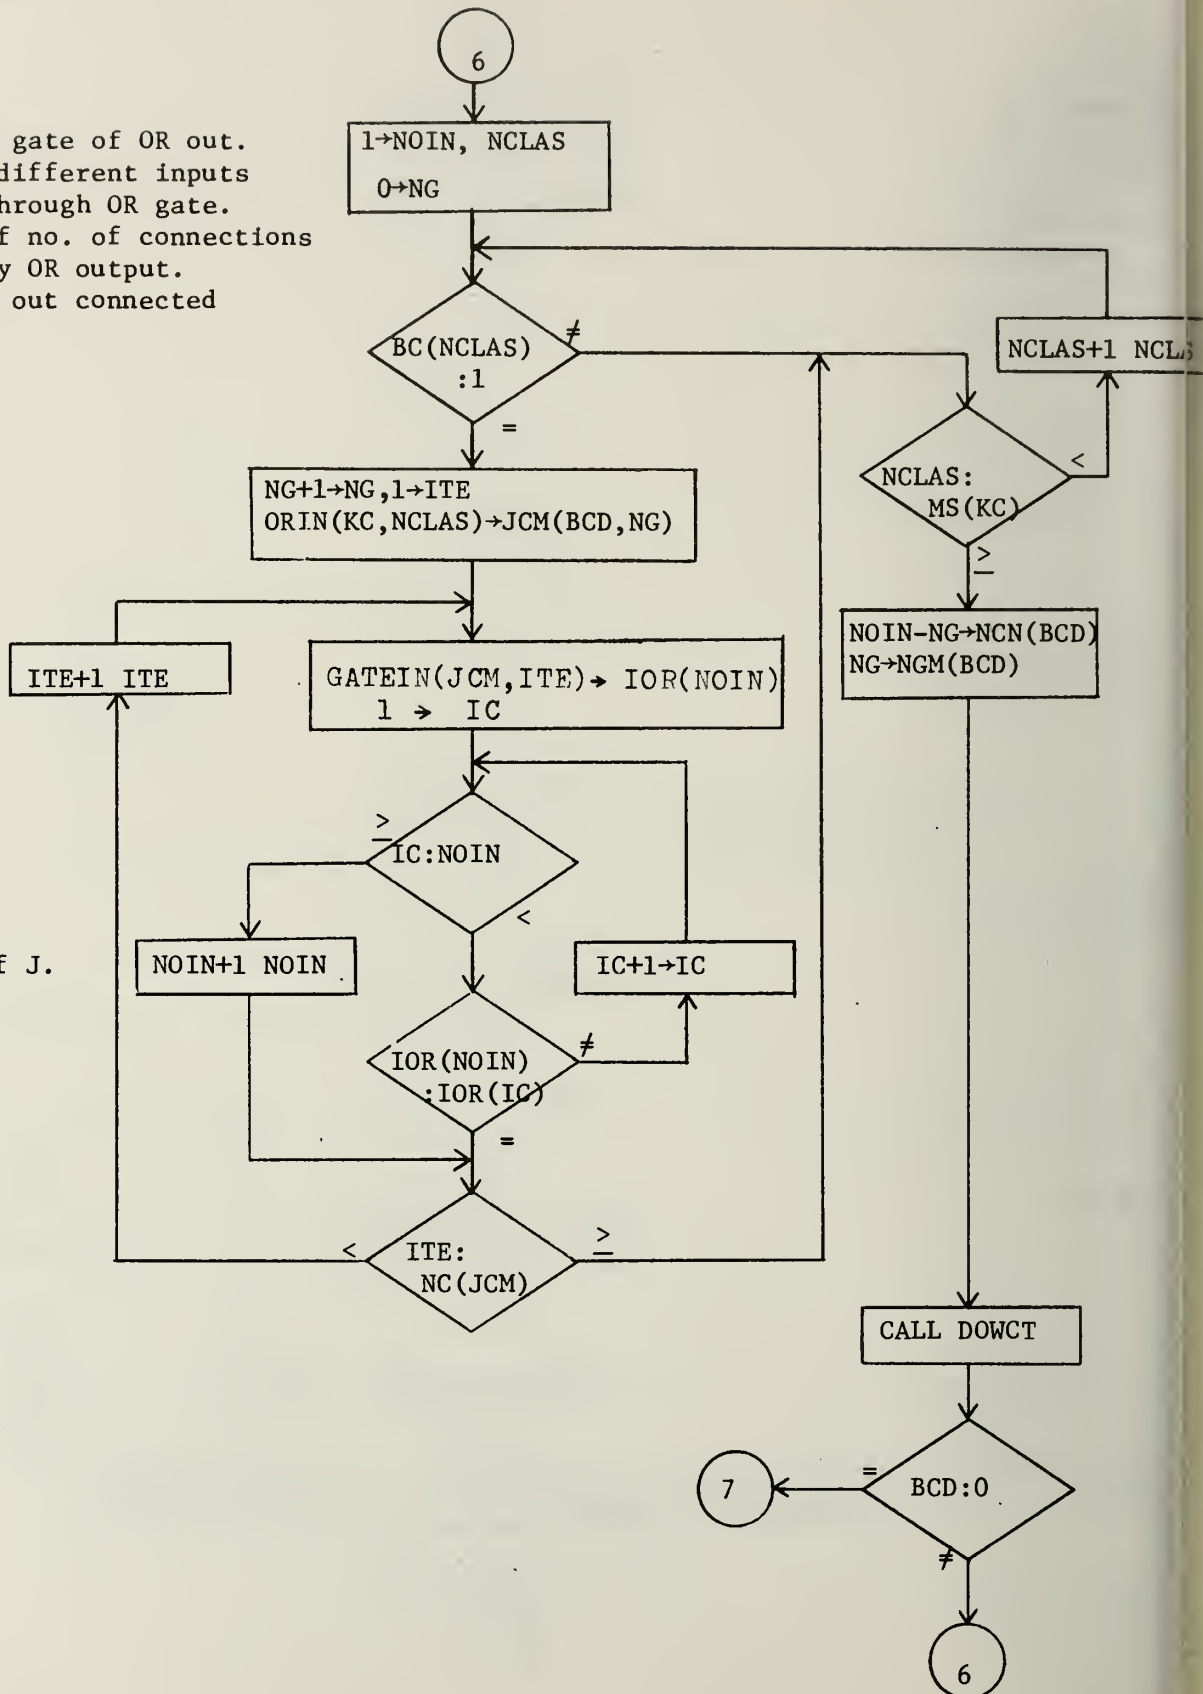 6
gate of OR out.
different inputs
hrough OR gate.
f no. of connections
y OR output.
out connected
1→NOIN, NCLAS
0→NG
BC(NCLAS)
:1
≠
=
NCLAS+1 NCLA
NCLAS:
MS(KC)
<
≥
NG+1→NG,1→ITE
ORIN(KC,NCLAS)→JCM(BCD,NG)
NOIN-NG→NCN(BCD)
NG→NGM(BCD)
ITE+1 ITE
GATEIN(JCM,ITE)→ IOR(NOIN)
1 → IC
≥
IC:NOIN
<
f J.
NOIN+1 NOIN
IC+1→IC
IOR(NOIN)
:IOR(IC)
≠
=
<
ITE:
NC(JCM)
≥
CALL DOWCT
7
=
BCD:0
≠
6